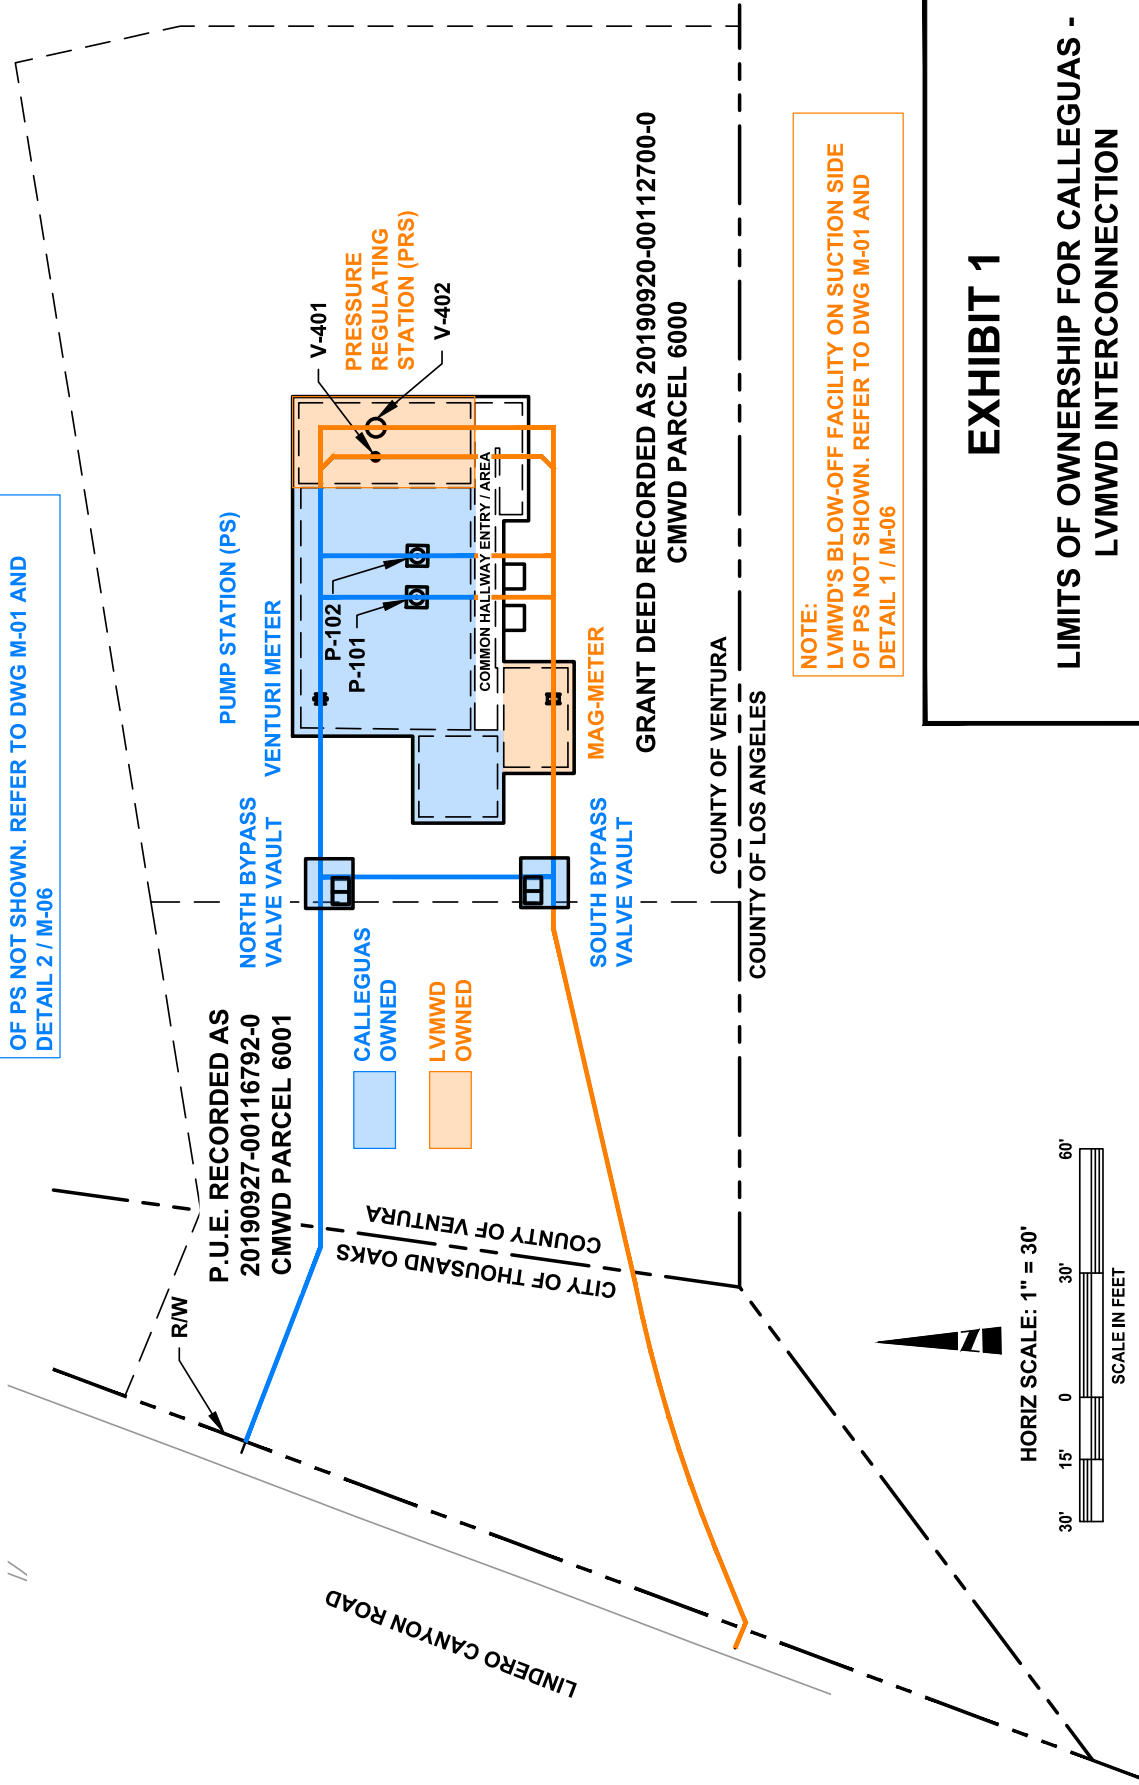 OF PS NOT SHOWN. REFER TO DWG M-01 AND
DETAIL 2 / M-06
P.U.E. RECORDED AS
20190927-00116792-0
CMWD PARCEL 6001
R/W
NORTH BYPASS
VALVE VAULT
PUMP STATION (PS)
VENTURI METER
P-102
P-101
V-401
PRESSURE
REGULATING
STATION (PRS)
V-402
COMMON HALLWAY ENTRY / AREA
CALLEGUAS
OWNED
LVMWD
OWNED
SOUTH BYPASS
VALVE VAULT
MAG-METER
GRANT DEED RECORDED AS 20190920-00112700-0
CMWD PARCEL 6000
COUNTY OF VENTURA
CITY OF THOUSAND OAKS
LINDERO CANYON ROAD
COUNTY OF VENTURA
COUNTY OF LOS ANGELES
NOTE:
LVMWD'S BLOW-OFF FACILITY ON SUCTION SIDE
OF PS NOT SHOWN. REFER TO DWG M-01 AND
DETAIL 1 / M-06
N
HORIZ SCALE: 1" = 30'
30' 15' 0 30' 60'
SCALE IN FEET
EXHIBIT 1
LIMITS OF OWNERSHIP FOR CALLEGUAS -
LVMWD INTERCONNECTION